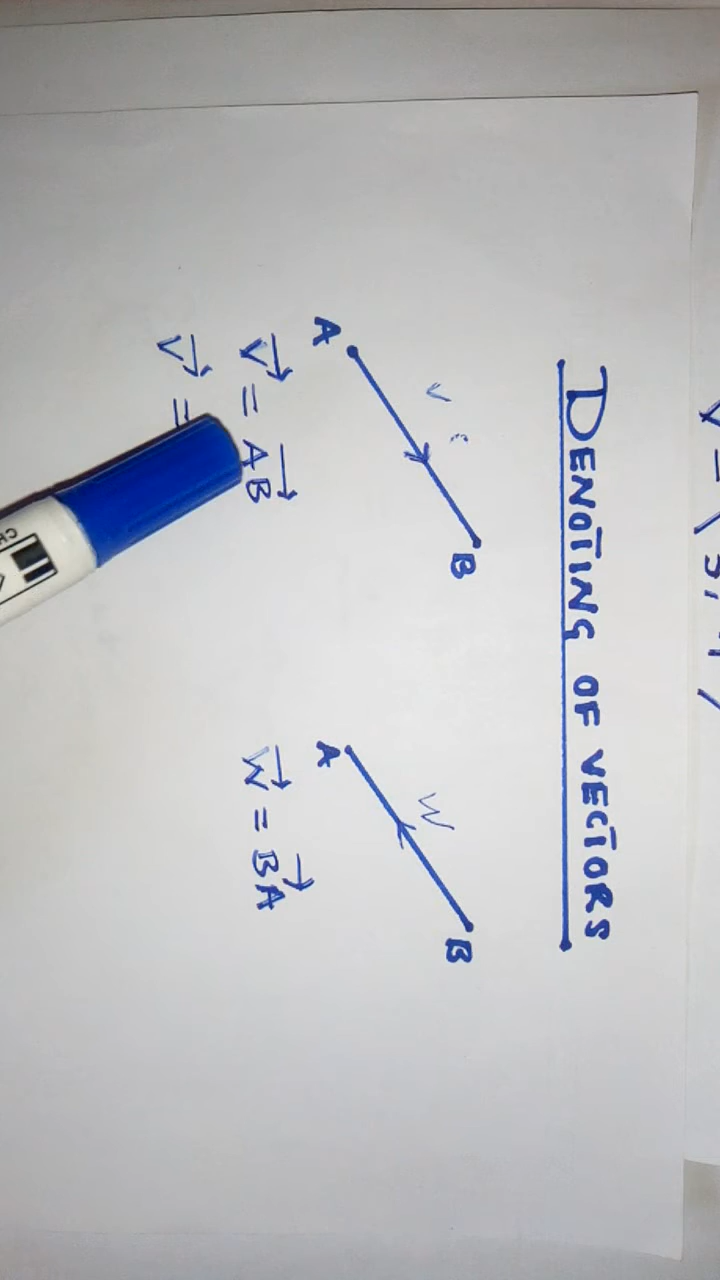 DENOTING OF VECTORS
V
A
B
W
A
B
V = AB
W = BA
V =